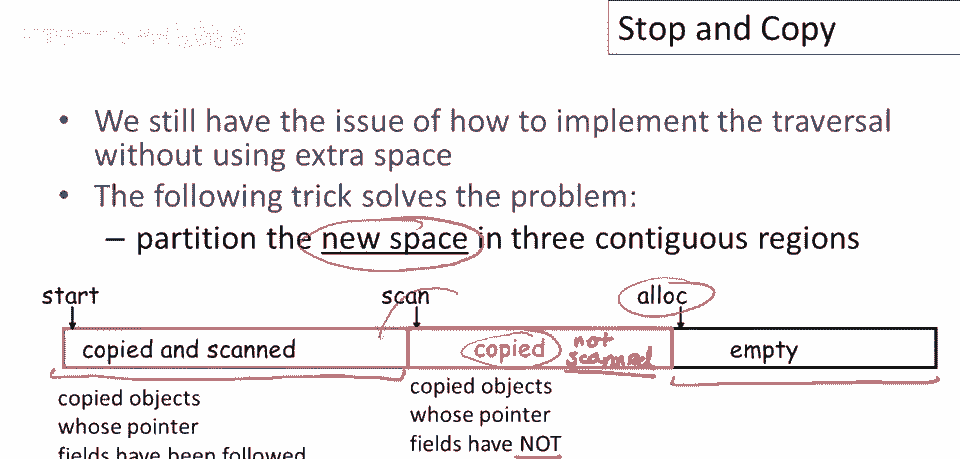 Stop and Copy
• We still have the issue of how to implement the traversal
without using extra space
• The following trick solves the problem:
– partition the new space in three contiguous regions
start scan alloc
copied and scanned copied not scanned empty
copied objects
whose pointer
fields have been followed
copied objects
whose pointer
fields have NOT